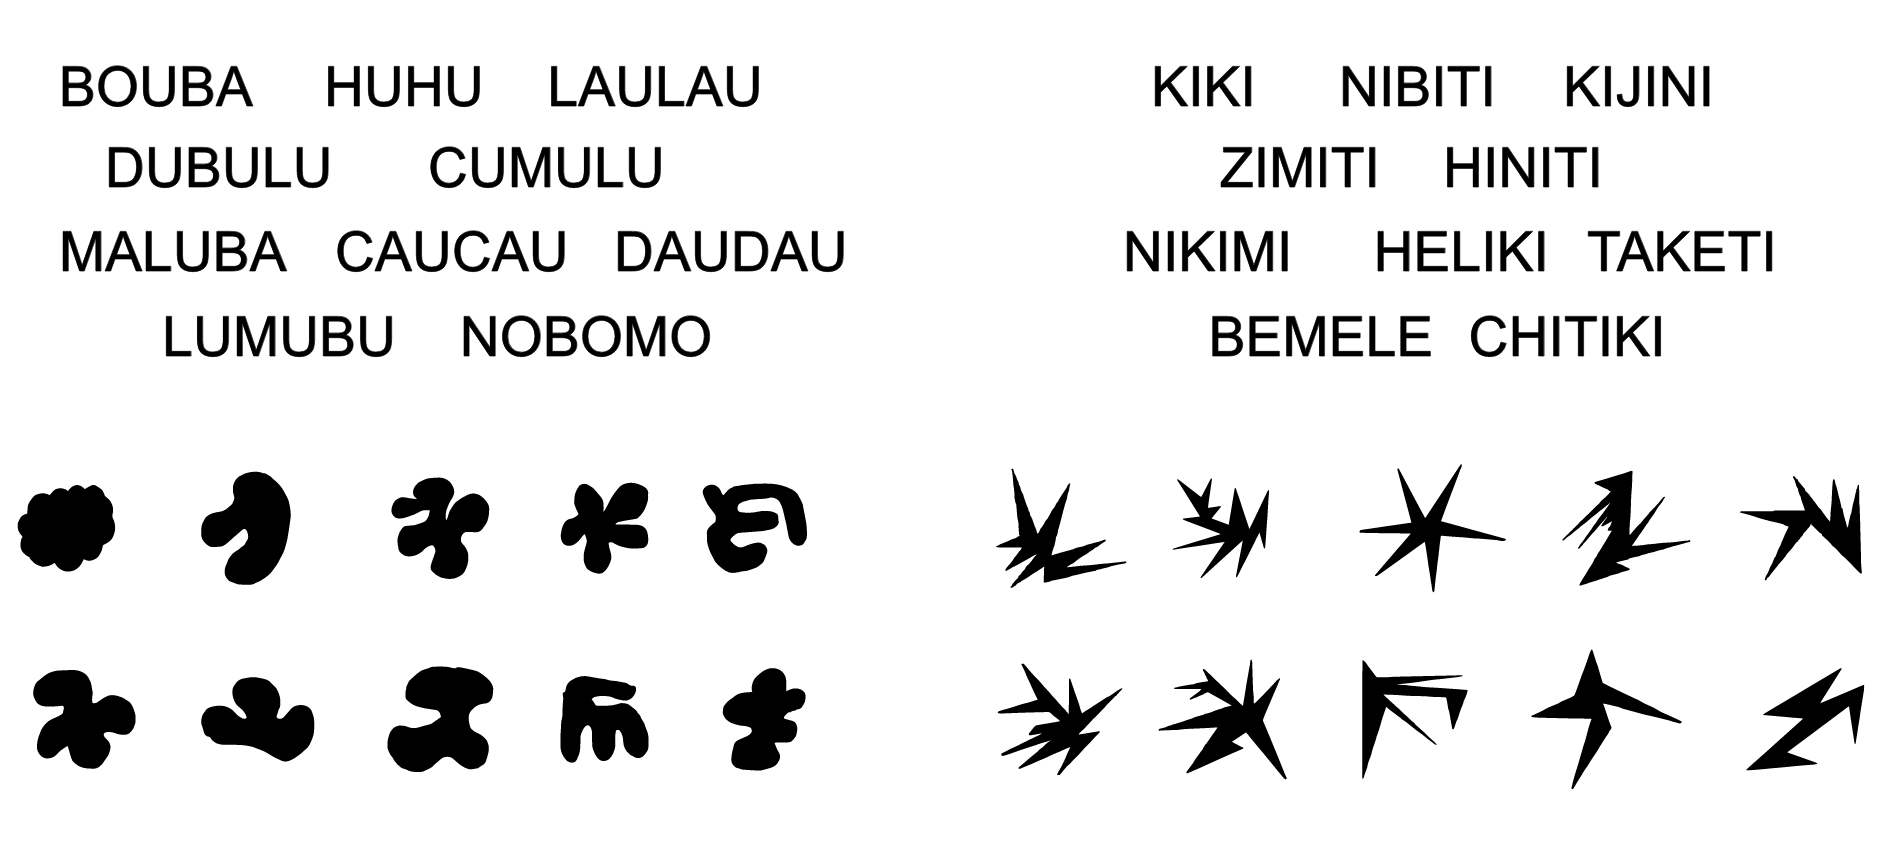 BOUBA HUHU LAULAU
DUBULU CUMULU
MALUBA CAUCAU DAUDAU
LUMUBU NOBOMO
KIKI NIBITI KIJINI
ZIMITI HINITI
NIKIMI HELIKI TAKETI
BEMELE CHITIKI